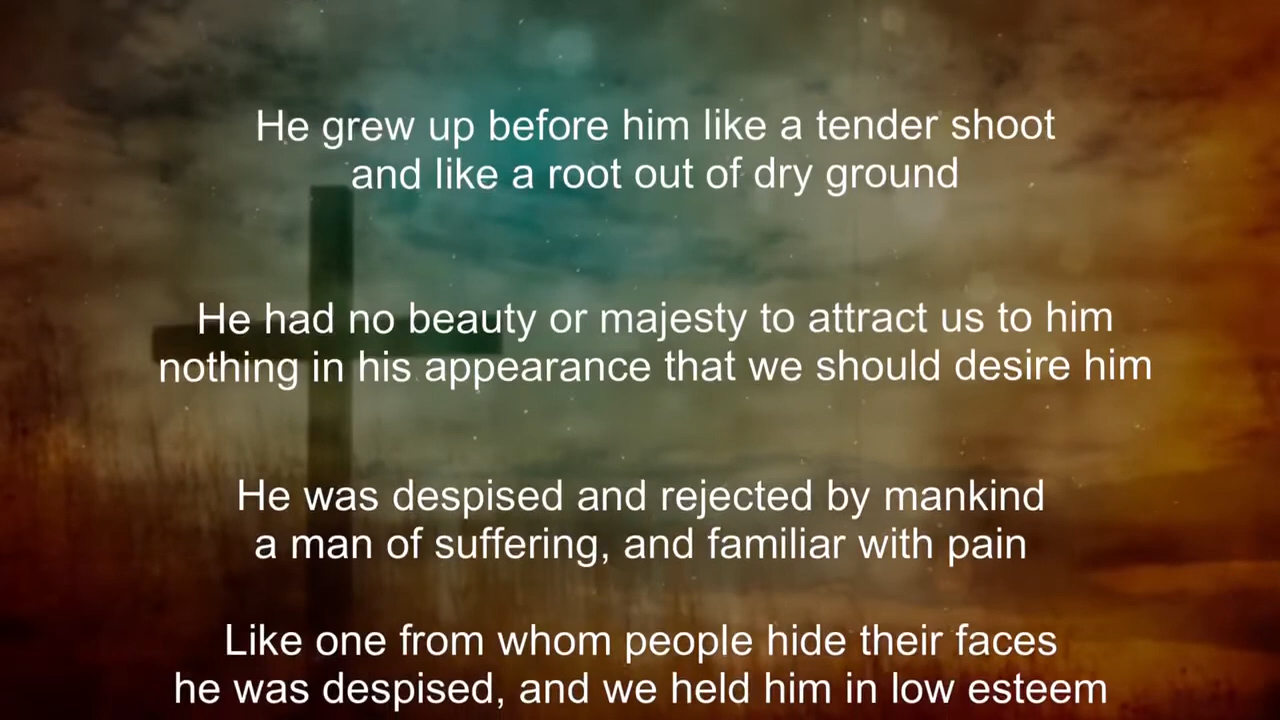 He grew up before him like a tender shoot
and like a root out of dry ground
He had no beauty or majesty to attract us to him
nothing in his appearance that we should desire him
He was despised and rejected by mankind
a man of suffering, and familiar with pain
Like one from whom people hide their faces
he was despised, and we held him in low esteem